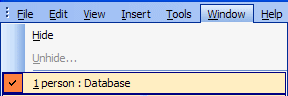 File Edit View Insert Tools Window Help
Hide
Unhide...
1 person : Database